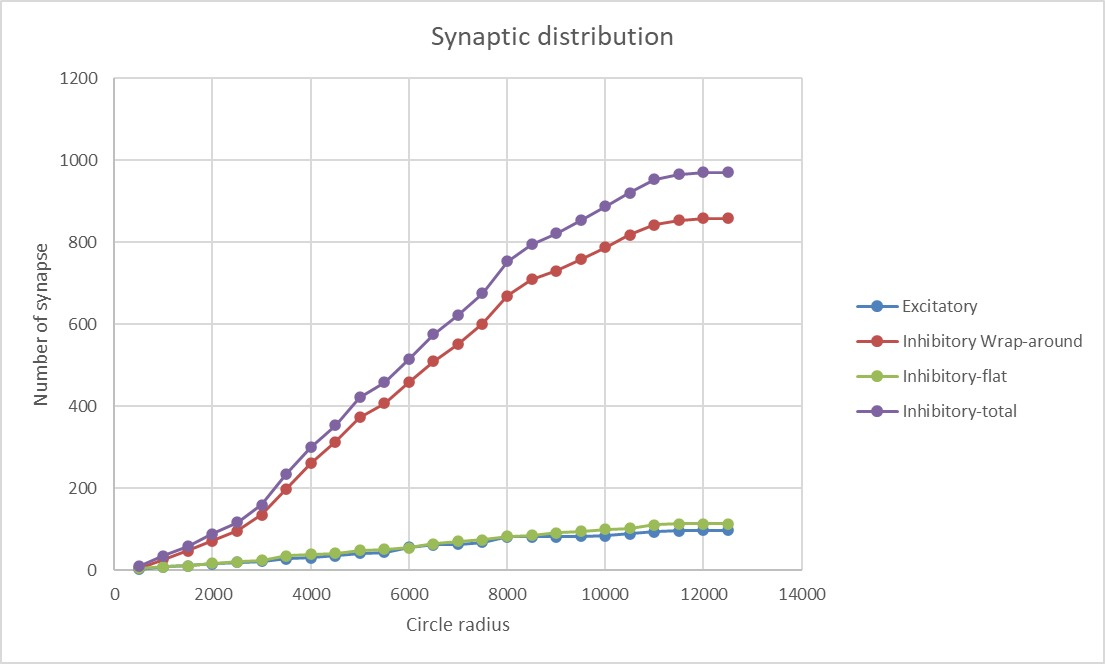 Synaptic distribution
1200
1000
800
600
400
200
0
Number of synapse
0 2000 4000 6000 8000 10000 12000 14000
Circle radius
Excitatory
Inhibitory Wrap-around
Inhibitory-flat
Inhibitory-total